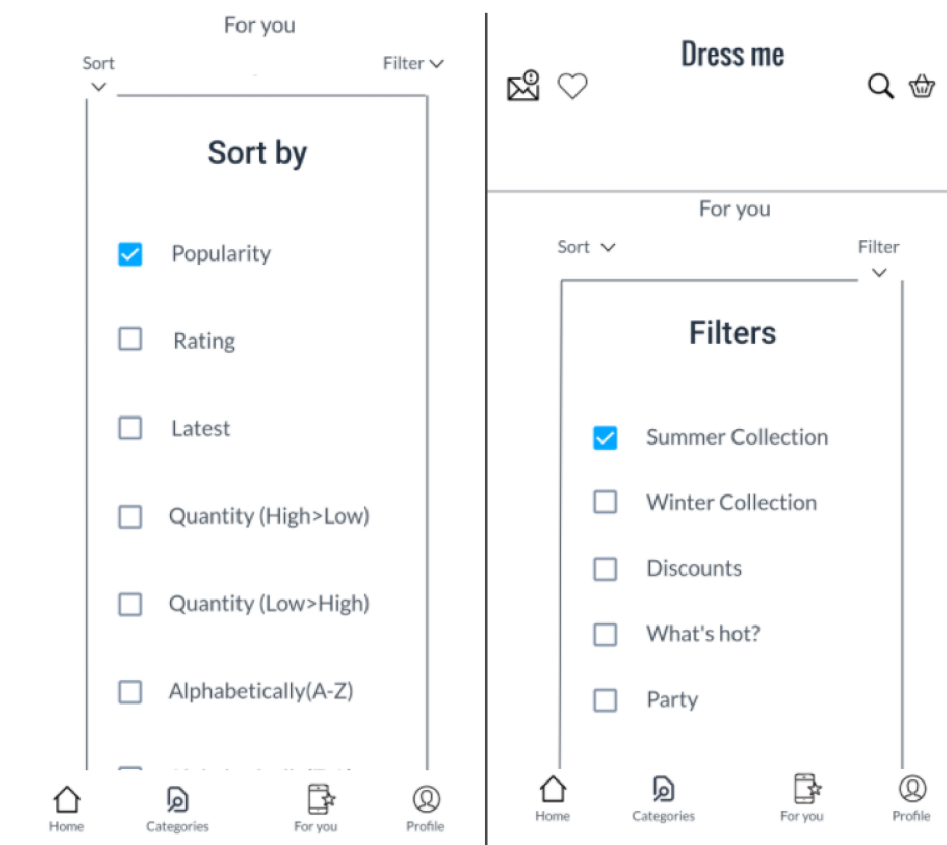 For you
Sort
Filter
Sort by
Popularity
Rating
Latest
Quantity (High>Low)
Quantity (Low>High)
Alphabetically(A-Z)
Home
Categories
For you
Profile
Dress me
For you
Sort
Filter
Filters
Summer Collection
Winter Collection
Discounts
What's hot?
Party
Home
Categories
For you
Profile